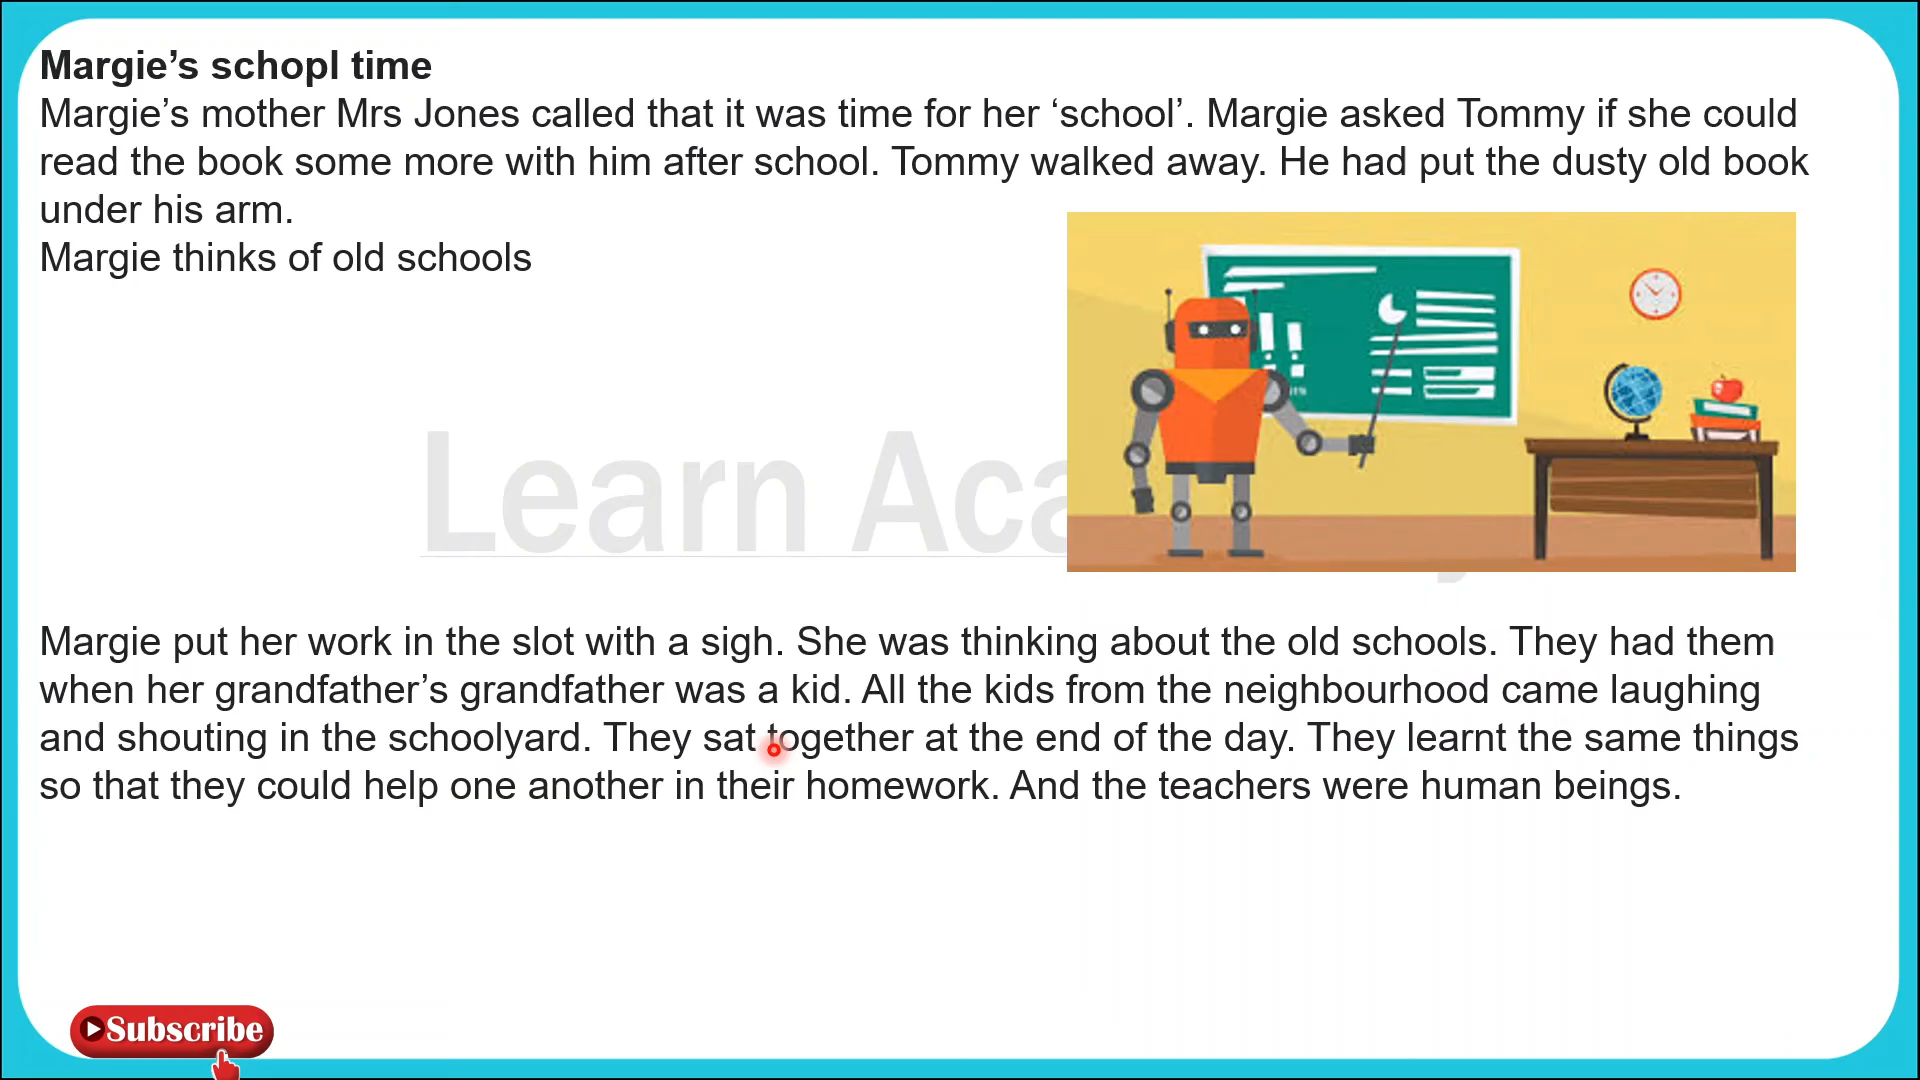 Margie’s schopl time
Margie’s mother Mrs Jones called that it was time for her ‘school’. Margie asked Tommy if she could
read the book some more with him after school. Tommy walked away. He had put the dusty old book
under his arm.
Margie thinks of old schools
Learn Aca
Margie put her work in the slot with a sigh. She was thinking about the old schools. They had them
when her grandfather’s grandfather was a kid. All the kids from the neighbourhood came laughing
and shouting in the schoolyard. They sat together at the end of the day. They learnt the same things
so that they could help one another in their homework. And the teachers were human beings.
Subscribe